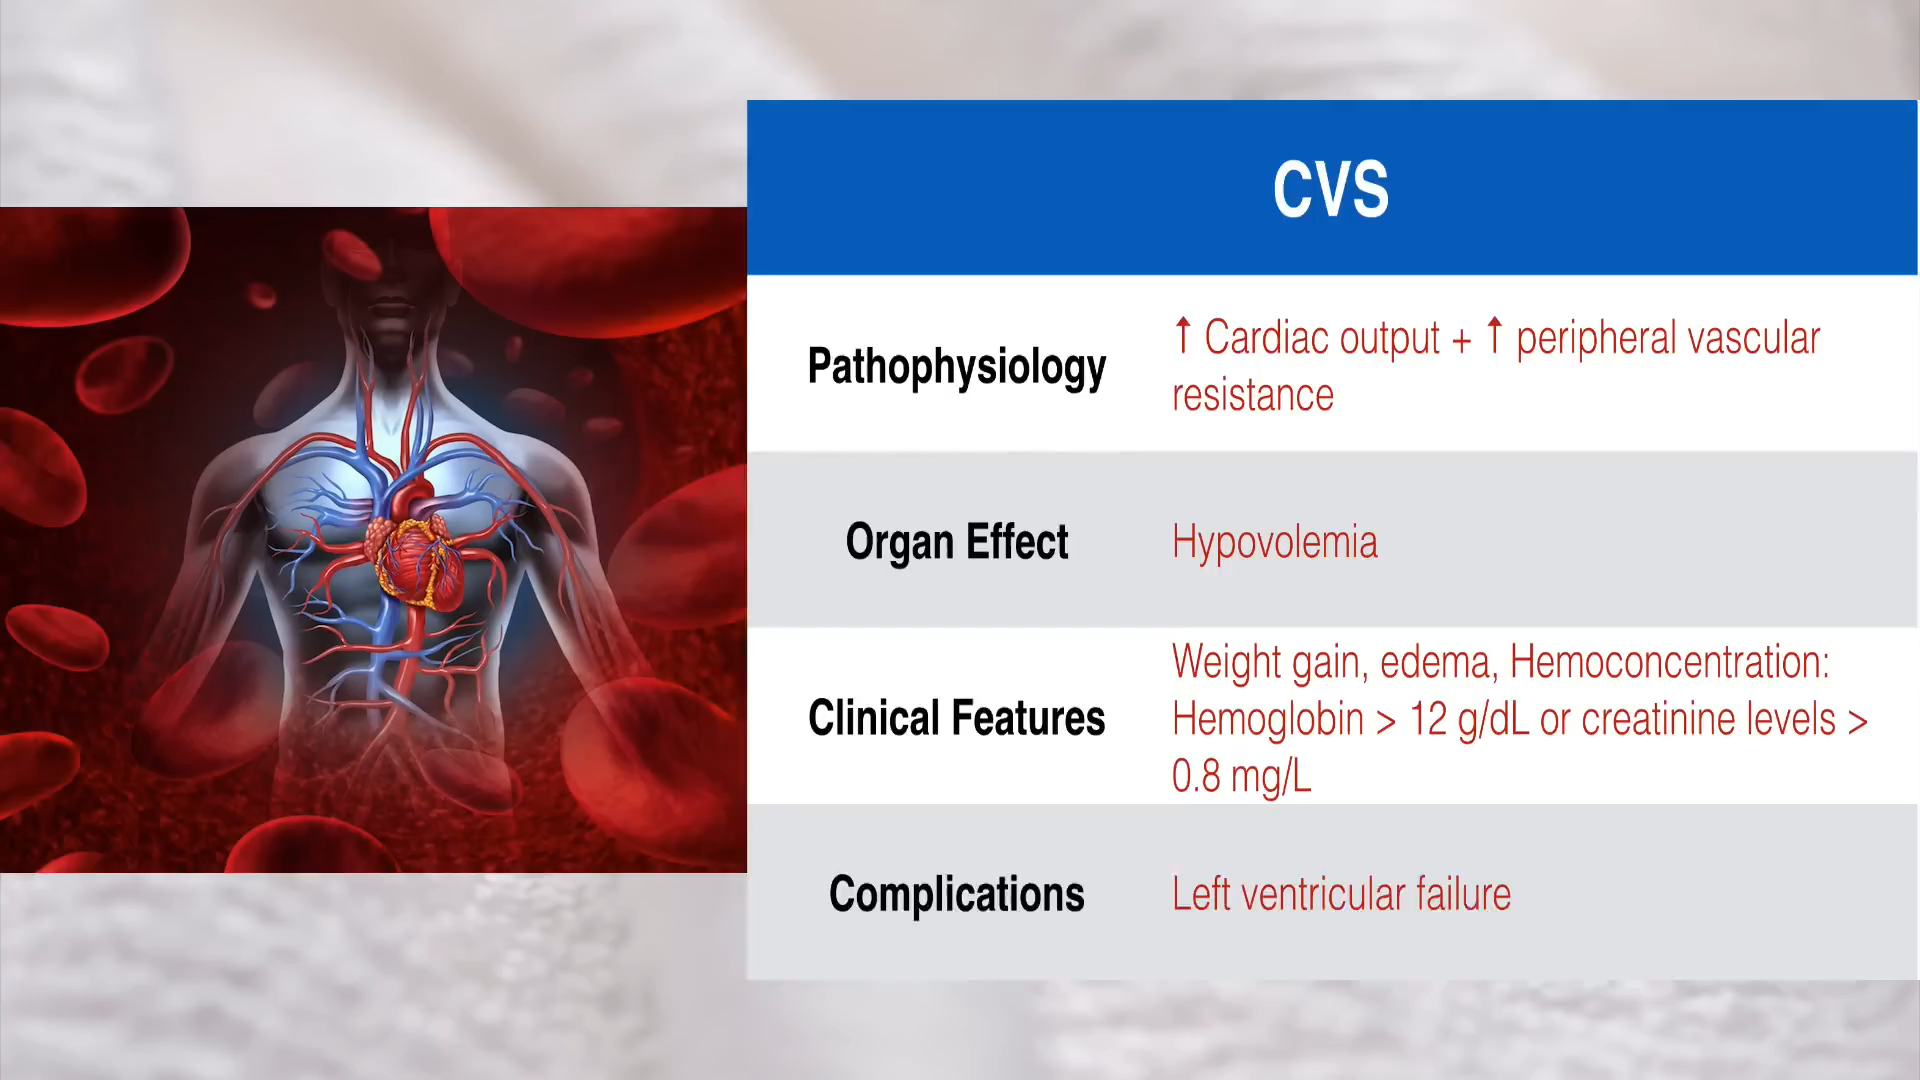 CVS
Pathophysiology
↑ Cardiac output + ↑ peripheral vascular
resistance
Organ Effect
Hypovolemia
Clinical Features
Weight gain, edema, Hemoconcentration:
Hemoglobin > 12 g/dL or creatinine levels >
0.8 mg/L
Complications
Left ventricular failure